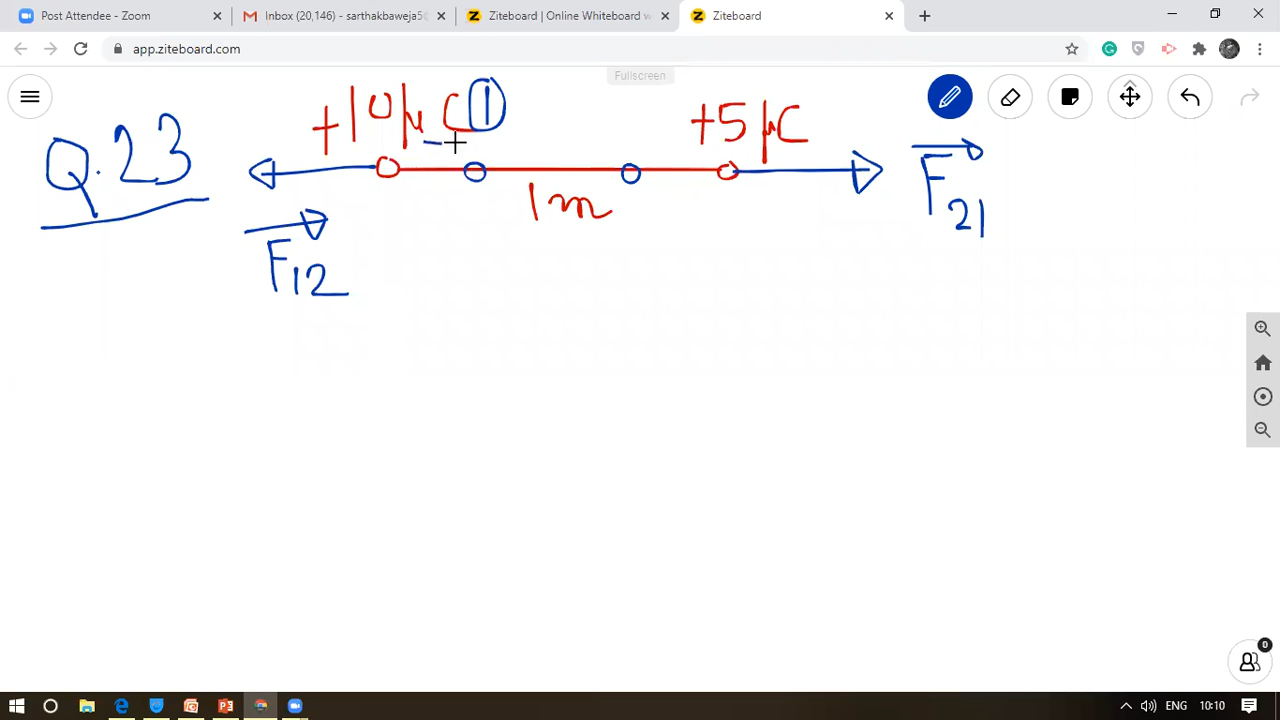 Post Attendee - Zoom
Inbox (20,146) - sarthakbaweja5
Ziteboard | Online Whiteboard w
Ziteboard
app.ziteboard.com
Fullscreen
Q.23
+10μC 1
+5μC
1m
F12
F21
0
ENG
10:10